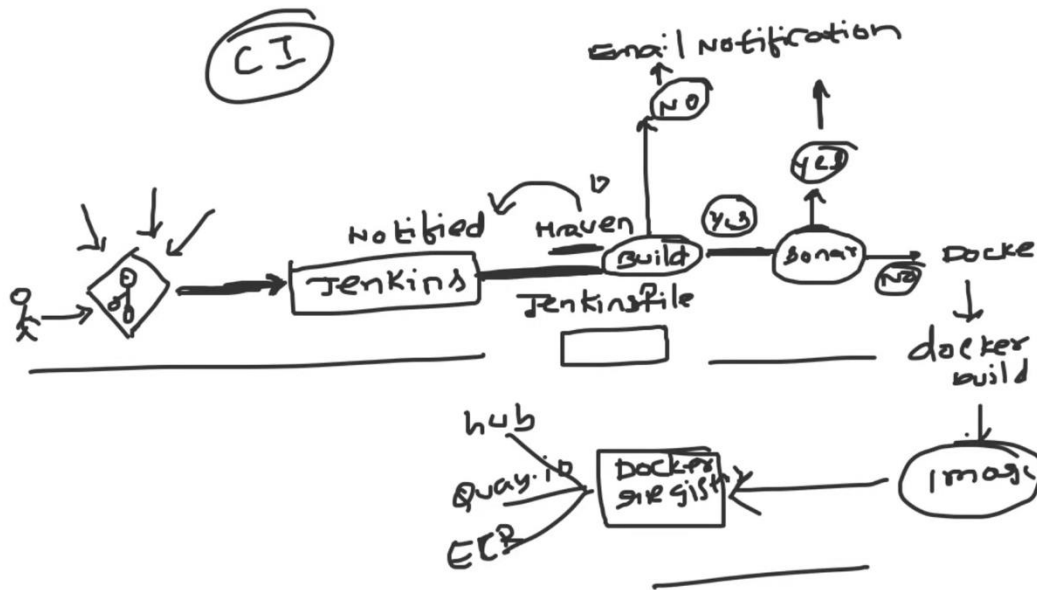 CI
Email Notification
NO
YES
Notified
Maven
Yes
Jenkins
Build
Sonar
NO
Docke
Jenkinsfile
docker
build
hub
Quay.io
ECR
Docker
registry
image